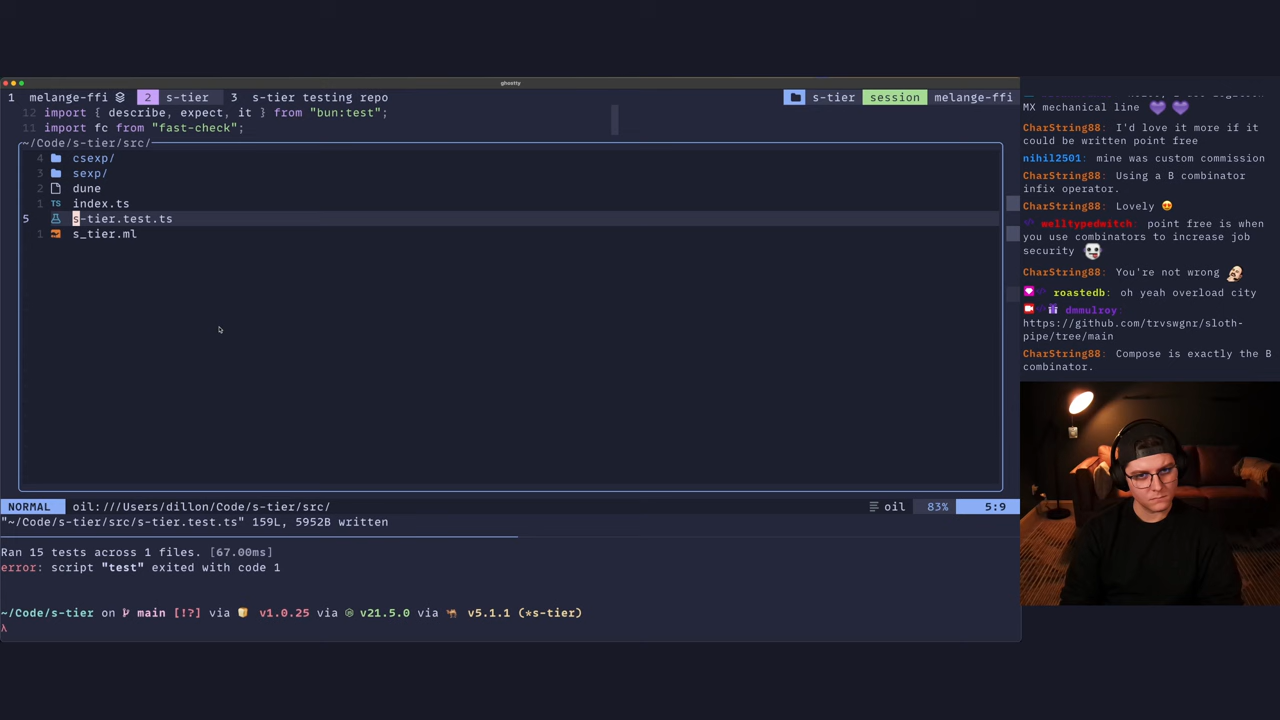 ghostty
1 melange-ffi 2 s-tier 3 s-tier testing repo s-tier session melange-ffi
12 import { describe, expect, it } from "bun:test";
11 import fc from "fast-check";
~/Code/s-tier/src/
4 csexp/
3 sexp/
2 dune
1 TS index.ts
5 s-tier.test.ts
1 s_tier.ml
NORMAL oil:///Users/dillon/Code/s-tier/src/ oil 83% 5:9
"~/Code/s-tier/src/s-tier.test.ts" 159L, 5952B written
Ran 15 tests across 1 files. [67.00ms]
error: script "test" exited with code 1
~/Code/s-tier on main [!?] via v1.0.25 via v21.5.0 via v5.1.1 (*s-tier)
λ
MX mechanical line
CharString88: I'd love it more if it
could be written point free
nihil2501: mine was custom commission
CharString88: Using a B combinator
infix operator.
CharString88: Lovely
welltypedwitch: point free is when
you use combinators to increase job
security
CharString88: You're not wrong
roastedb: oh yeah overload city
dmmulroy:
https://github.com/trvswgnr/sloth-
pipe/tree/main
CharString88: Compose is exactly the B
combinator.